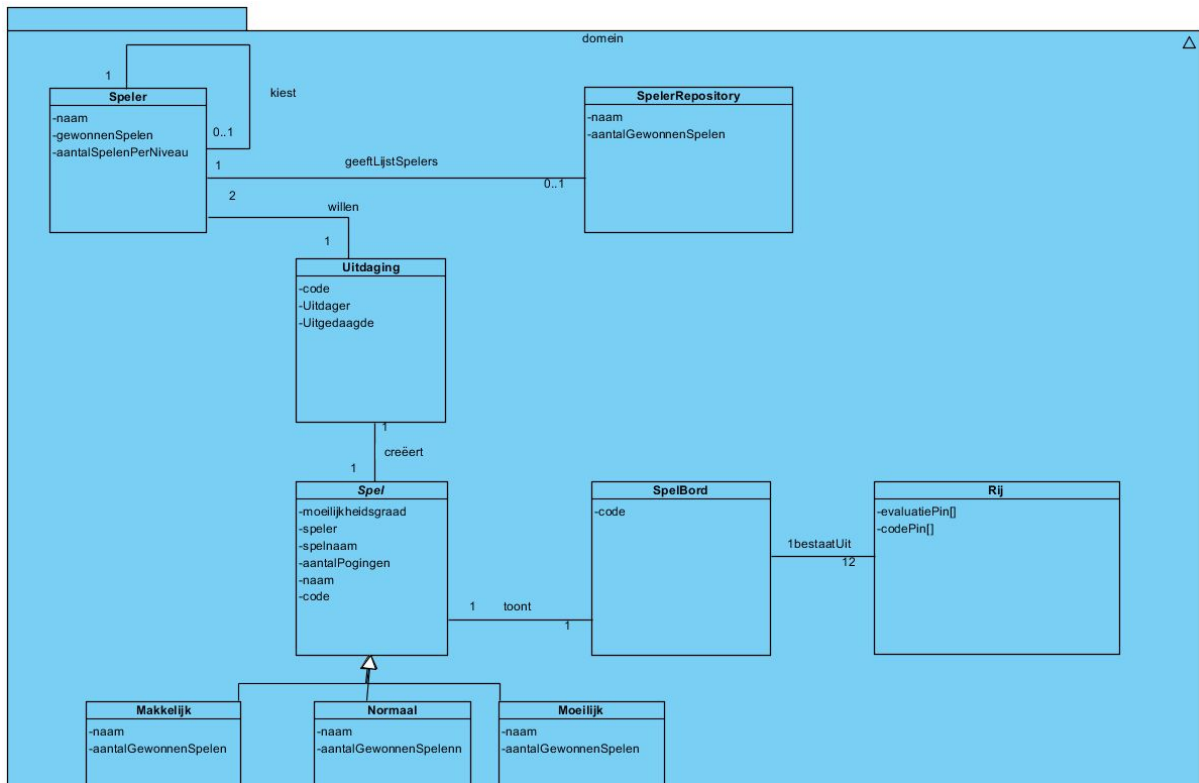 domein
1
kiest
Speler
-naam
-gewonnenSpelen
-aantalSpelenPerNiveau
0..1
SpelerRepository
-naam
-aantalGewonnenSpelen
1
geeftLijstSpelers
0..1
2
willen
1
Uitdaging
-code
-Uitdager
-Uitgedaagde
1
creëert
1
Spel
-moeilijkheidsgraad
-speler
-spelnaam
-aantalPogingen
-naam
-code
SpelBord
-code
Rij
-evaluatiePin[]
-codePin[]
1bestaatUit
12
1 toont
1
Makkelijk
-naam
-aantalGewonnenSpelen
Normaal
-naam
-aantalGewonnenSpelenn
Moeilijk
-naam
-aantalGewonnenSpelen